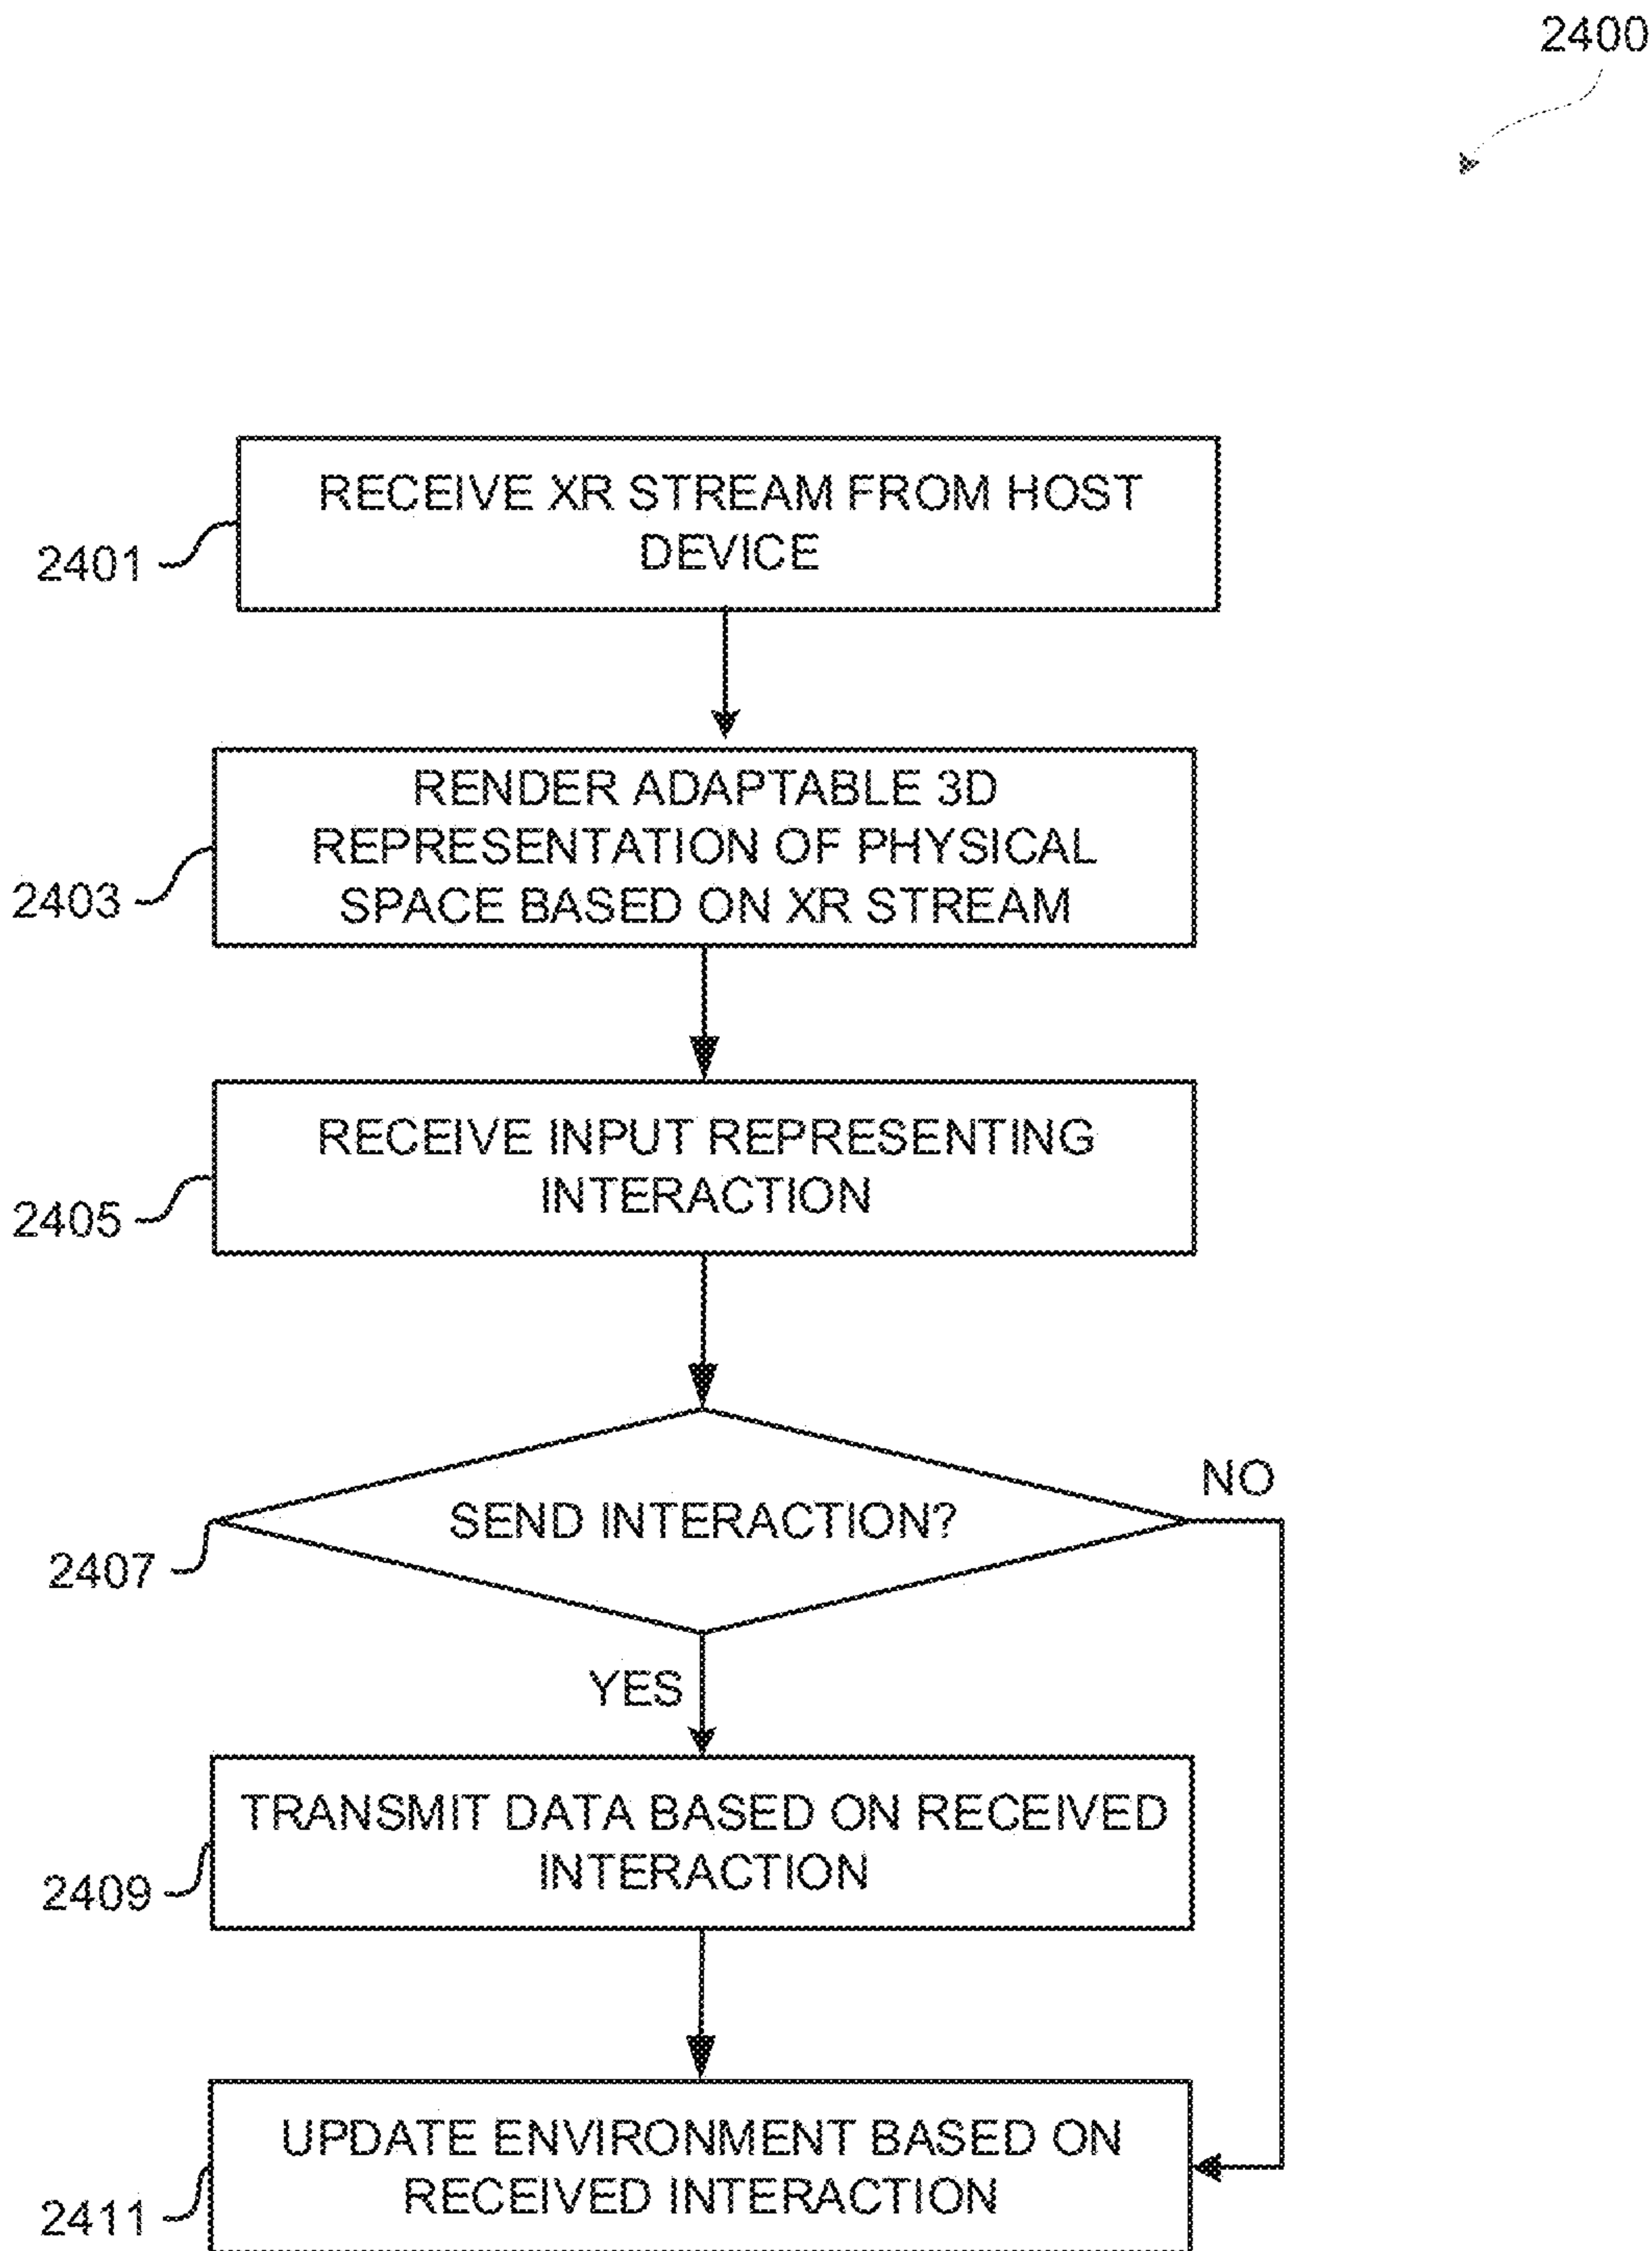 2400
RECEIVE XR STREAM FROM HOST
DEVICE
2401
RENDER ADAPTABLE 3D
REPRESENTATION OF PHYSICAL
SPACE BASED ON XR STREAM
2403
RECEIVE INPUT REPRESENTING
INTERACTION
2405
NO
SEND INTERACTION?
2407
YES
TRANSMIT DATA BASED ON RECEIVED
INTERACTION
2409
UPDATE ENVIRONMENT BASED ON
RECEIVED INTERACTION
2411